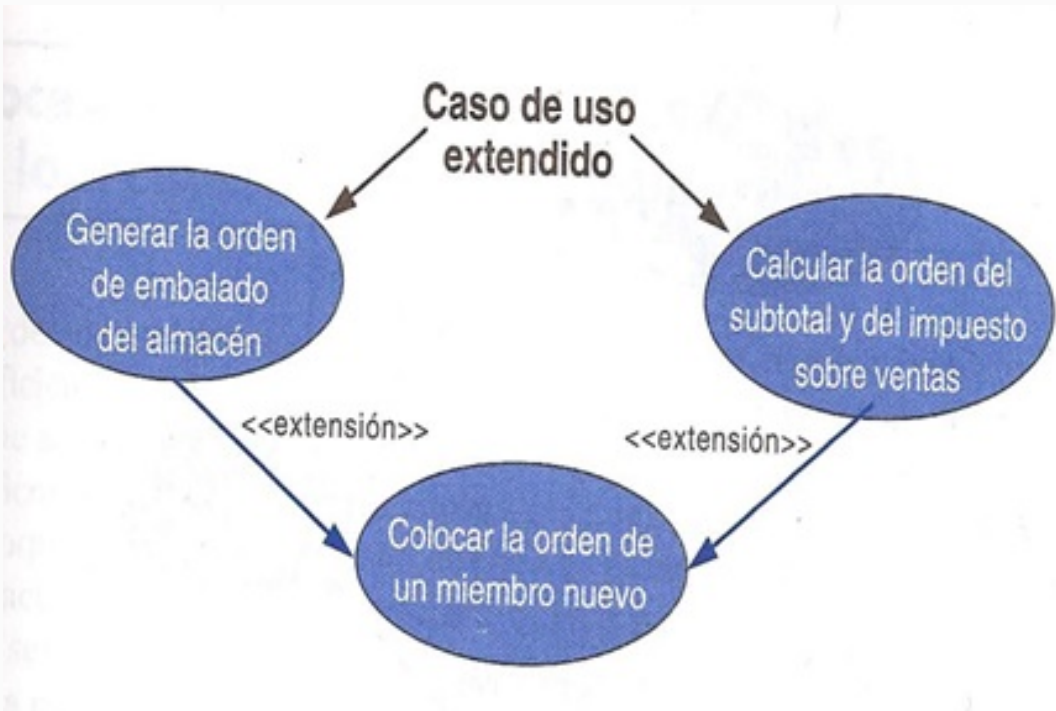 Caso de uso
extendido
Generar la orden
de embalado
del almacén
Calcular la orden del
subtotal y del impuesto
sobre ventas
<<extensión>>
<<extensión>>
Colocar la orden de
un miembro nuevo